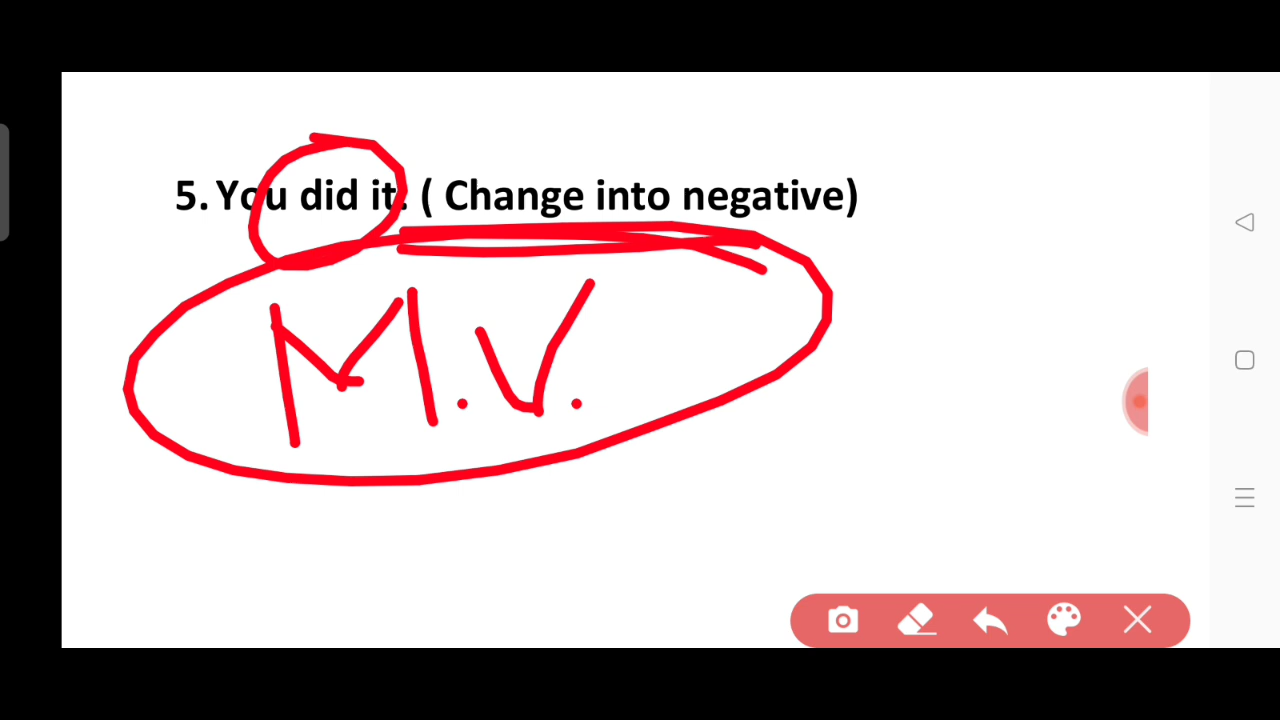 5. You did it. ( Change into negative)
M.V.